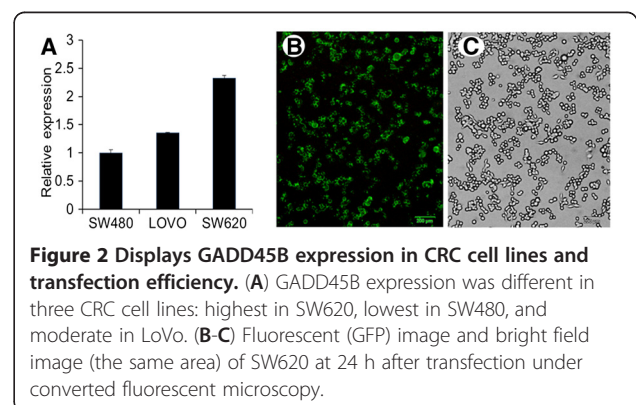 A
B
C
Relative expression
3
2.5
2
1.5
1
0.5
0
SW480 LOVO SW620
200 µm
Figure 2 Displays GADD45B expression in CRC cell lines and
transfection efficiency. (A) GADD45B expression was different in
three CRC cell lines: highest in SW620, lowest in SW480, and
moderate in LoVo. (B-C) Fluorescent (GFP) image and bright field
image (the same area) of SW620 at 24 h after transfection under
converted fluorescent microscopy.